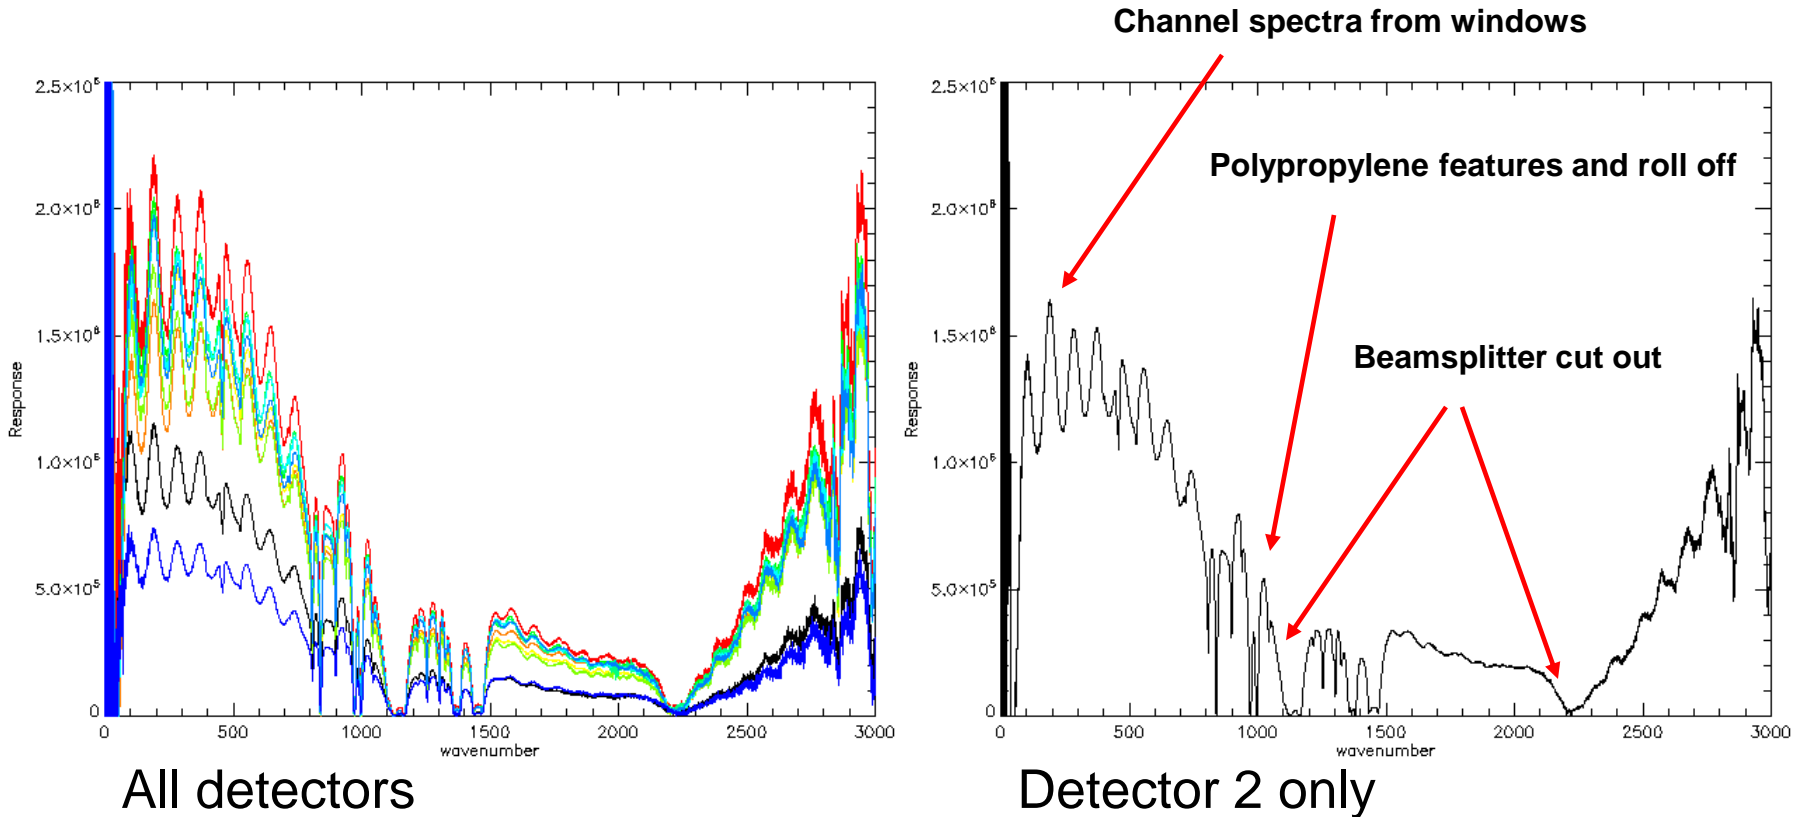 Channel spectra from windows
Polypropylene features and roll off
Beamsplitter cut out
2.5×10⁶
2.0×10⁶
1.5×10⁶
1.0×10⁶
5.0×10⁵
0
Response
0 500 1000 1500 2000 2500 3000
wavenumber
All detectors
2.5×10⁶
2.0×10⁶
1.5×10⁶
1.0×10⁶
5.0×10⁵
0
Response
0 500 1000 1500 2000 2500 3000
wavenumber
Detector 2 only